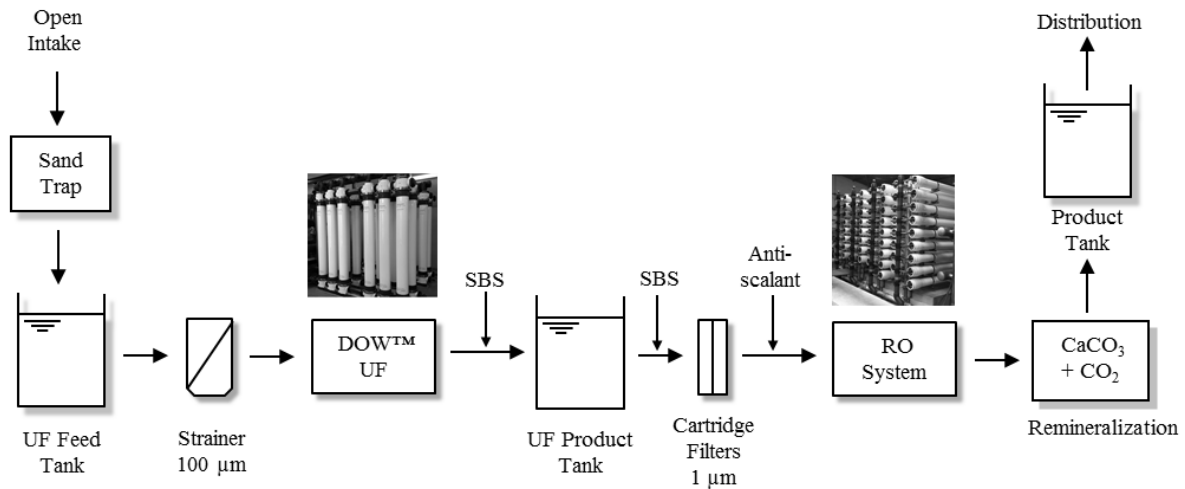 Open
Intake
Sand
Trap
UF Feed
Tank
Strainer
100 µm
DOW™
UF
SBS
UF Product
Tank
SBS
Cartridge
Filters
1 µm
Anti-
scalant
RO
System
CaCO₃
+ CO₂
Remineralization
Product
Tank
Distribution